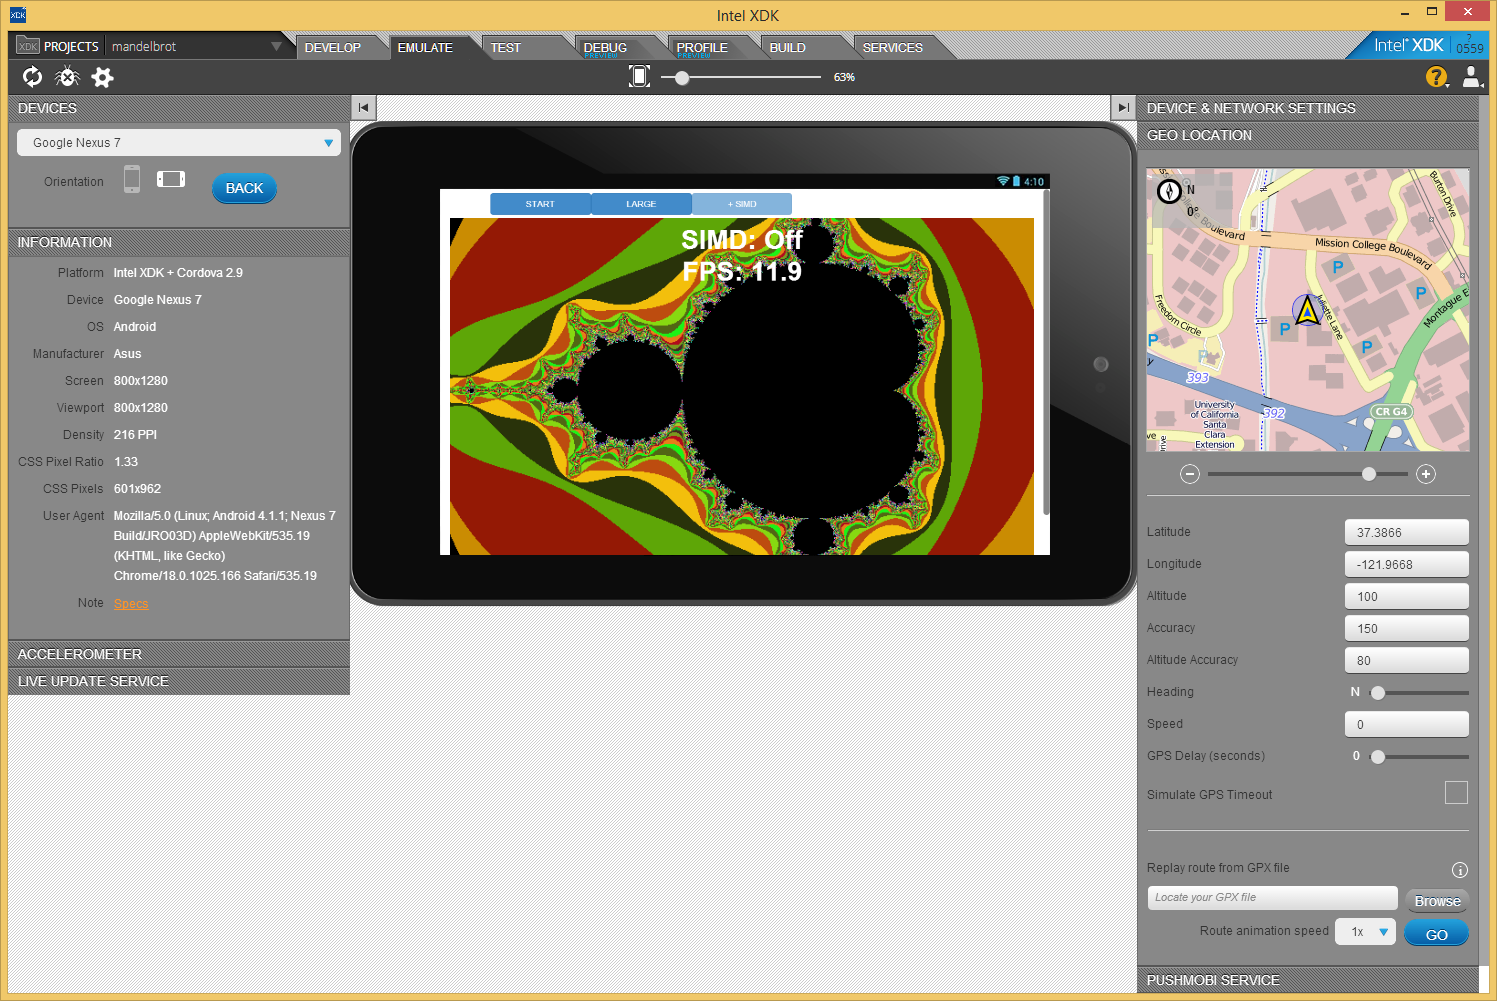 Intel XDK
XDK
XDK PROJECTS mandelbrot
DEVELOP EMULATE TEST DEBUG PROFILE BUILD SERVICES
PREVIEW PREVIEW
Intel® XDK ? 0559
63%
?
DEVICES
Google Nexus 7
Orientation BACK
INFORMATION
Platform Intel XDK + Cordova 2.9
Device Google Nexus 7
OS Android
Manufacturer Asus
Screen 800x1280
Viewport 800x1280
Density 216 PPI
CSS Pixel Ratio 1.33
CSS Pixels 601x962
User Agent Mozilla/5.0 (Linux; Android 4.1.1; Nexus 7
Build/JRO03D) AppleWebKit/535.19
(KHTML, like Gecko)
Chrome/18.0.1025.166 Safari/535.19
Note Specs
ACCELEROMETER
LIVE UPDATE SERVICE
4:10
START LARGE + SIMD
SIMD: Off
FPS: 11.9
DEVICE & NETWORK SETTINGS
GEO LOCATION
N
0°
College Boulevard
Mission College Boulevard
Burton Drive
P
P
Montague E
Juliette Lane
Freedom Circle
P
P
P
P
y
393
392
University
of California
Santa
Clara
Extension
CR G4
ve
Drive
Latitude 37.3866
Longitude -121.9668
Altitude 100
Accuracy 150
Altitude Accuracy 80
Heading N
Speed 0
GPS Delay (seconds) 0
Simulate GPS Timeout
Replay route from GPX file
Locate your GPX file Browse
Route animation speed 1x GO
PUSHMOBI SERVICE